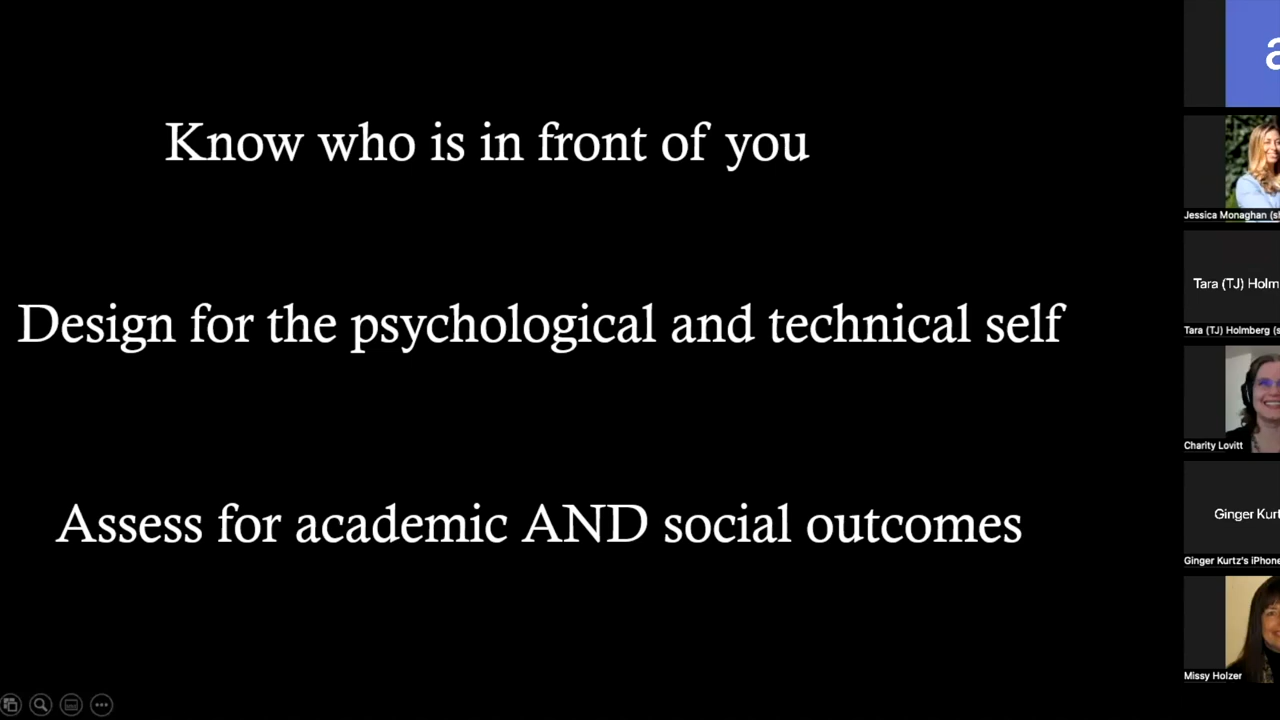 Know who is in front of you
Design for the psychological and technical self
Assess for academic AND social outcomes
a
Jessica Monaghan (s
Tara (TJ) Holm
Tara (TJ) Holmberg (s
Charity Lovitt
Ginger Kurt
Ginger Kurtz's iPhone
Missy Holzer